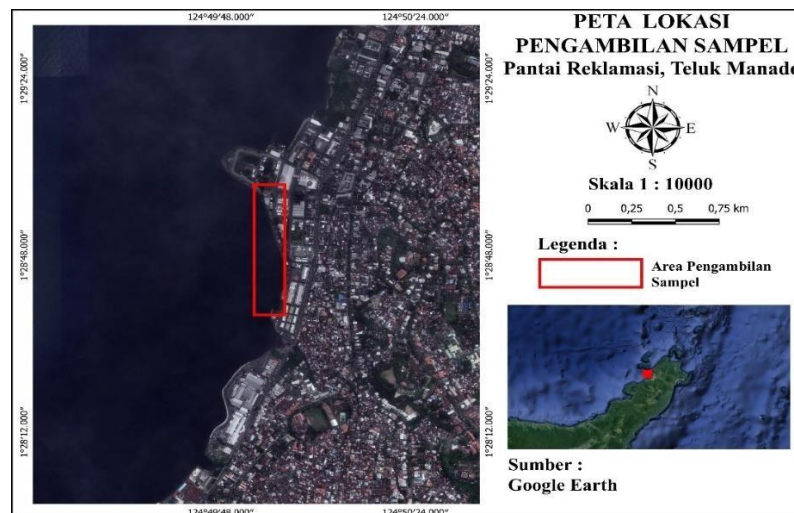 124°49'48.000" 124°50'24.000"
1°29'24.000"
1°28'48.000"
1°28'12.000"
1°29'24.000"
1°28'48.000"
1°28'12.000"
124°49'48.000" 124°50'24.000"
PETA LOKASI
PENGAMBILAN SAMPEL
Pantai Reklamasi, Teluk Manado
N
W E
S
Skala 1 : 10000
0 0,25 0,5 0,75 km
Legenda :
Area Pengambilan
Sampel
Sumber :
Google Earth